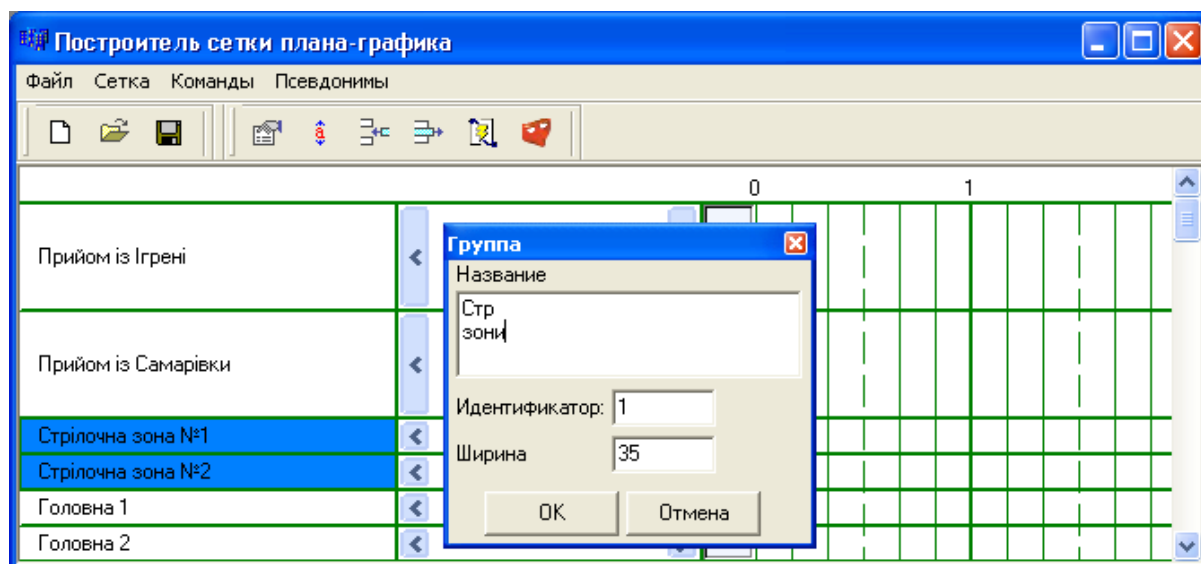 Построитель сетки плана-графика
Файл Сетка Команды Псевдонимы
0 1
Прийом із Ігрені
Группа
Название
Стр
зони
Прийом із Самарівки
Идентификатор: 1
Стрілочна зона №1
Ширина 35
Стрілочна зона №2
Головна 1
OK Отмена
Головна 2